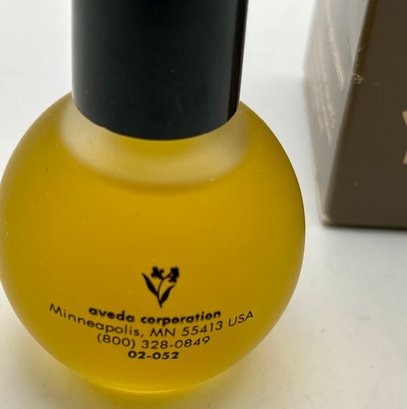 aveda corporation
Minneapolis, MN 55413 USA
(800) 328-0849
02-052